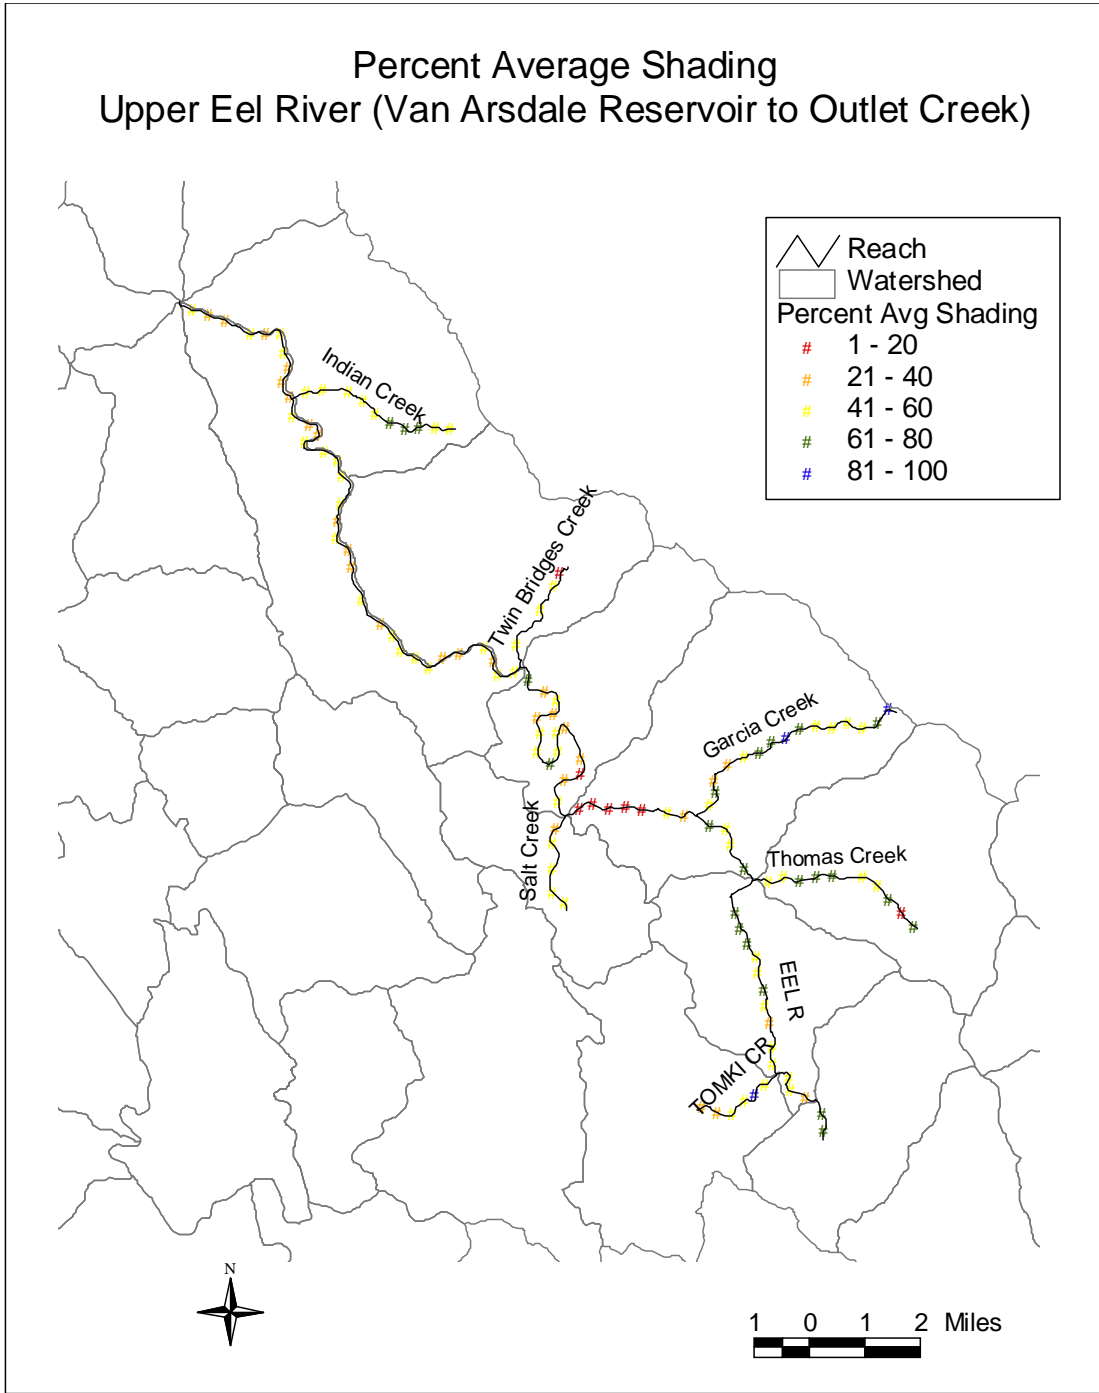 Percent Average Shading
Upper Eel River (Van Arsdale Reservoir to Outlet Creek)
Reach
Watershed
Percent Avg Shading
# 1 - 20
# 21 - 40
# 41 - 60
# 61 - 80
# 81 - 100
Indian Creek
Twin Bridges Creek
Garcia Creek
Salt Creek
Thomas Creek
EEL R
TOMKI CR
N
1 0 1 2 Miles